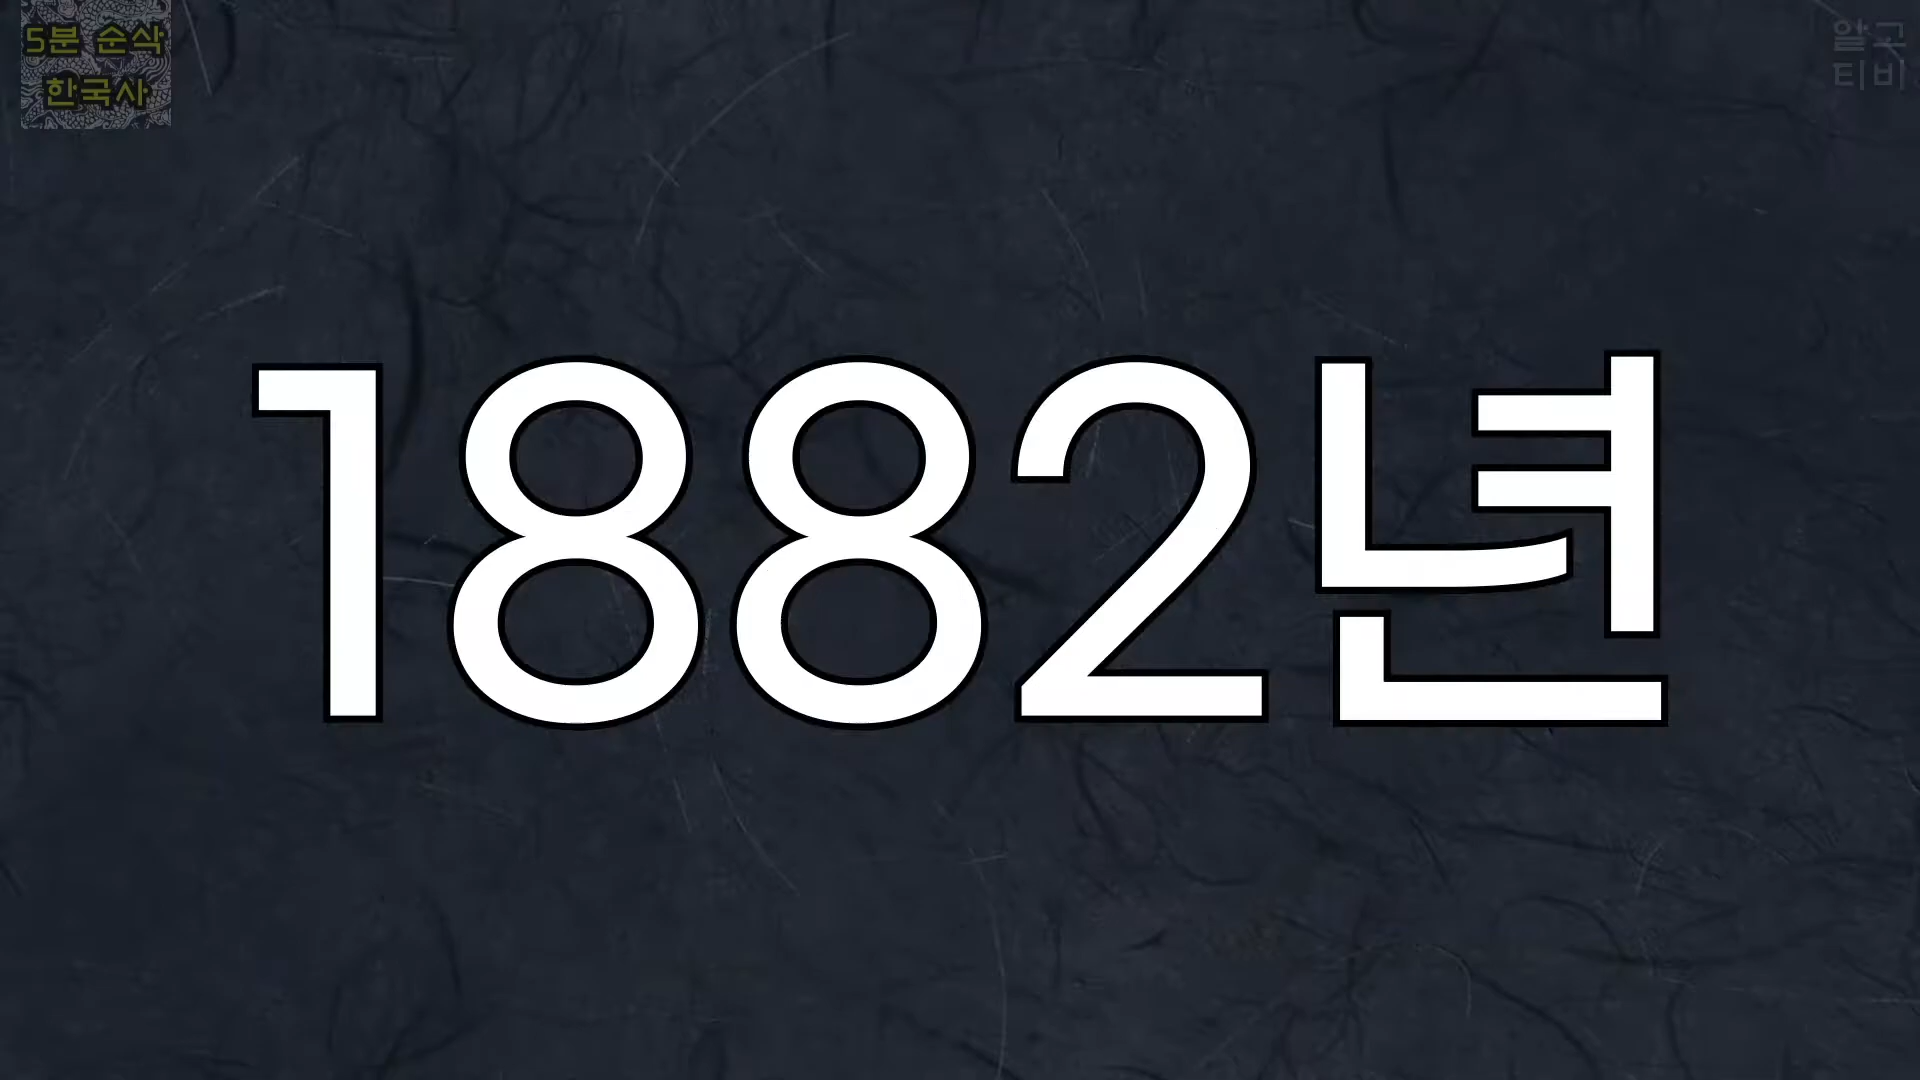 5분 순삭
한국사
알고
티비
1882년